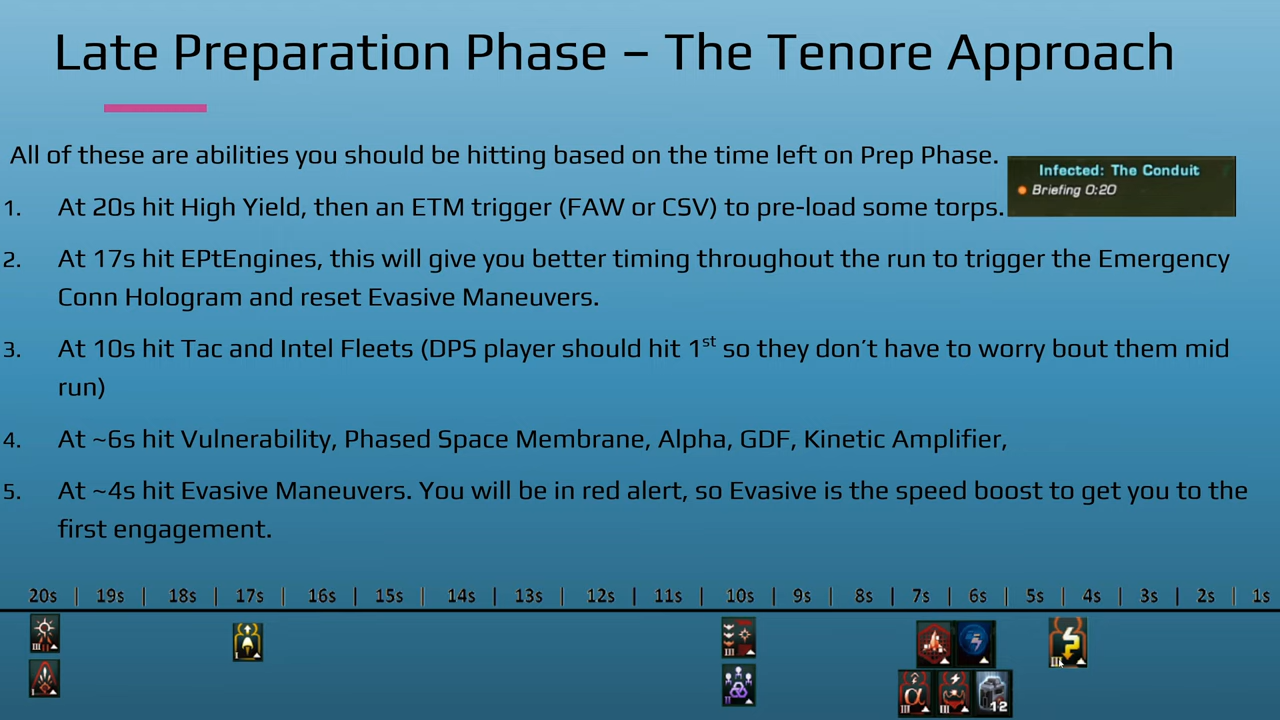 Late Preparation Phase – The Tenore Approach
All of these are abilities you should be hitting based on the time left on Prep Phase.
Infected: The Conduit
Briefing 0:20
1. At 20s hit High Yield, then an ETM trigger (FAW or CSV) to pre-load some torps.
2. At 17s hit EPtEngines, this will give you better timing throughout the run to trigger the Emergency
Conn Hologram and reset Evasive Maneuvers.
3. At 10s hit Tac and Intel Fleets (DPS player should hit 1st so they don't have to worry bout them mid
run)
4. At ~6s hit Vulnerability, Phased Space Membrane, Alpha, GDF, Kinetic Amplifier,
5. At ~4s hit Evasive Maneuvers. You will be in red alert, so Evasive is the speed boost to get you to the
first engagement.
20s | 19s | 18s | 17s | 16s | 15s | 14s | 13s | 12s | 11s | 10s | 9s | 8s | 7s | 6s | 5s | 4s | 3s | 2s | 1s
III I III
I II
III α III 12